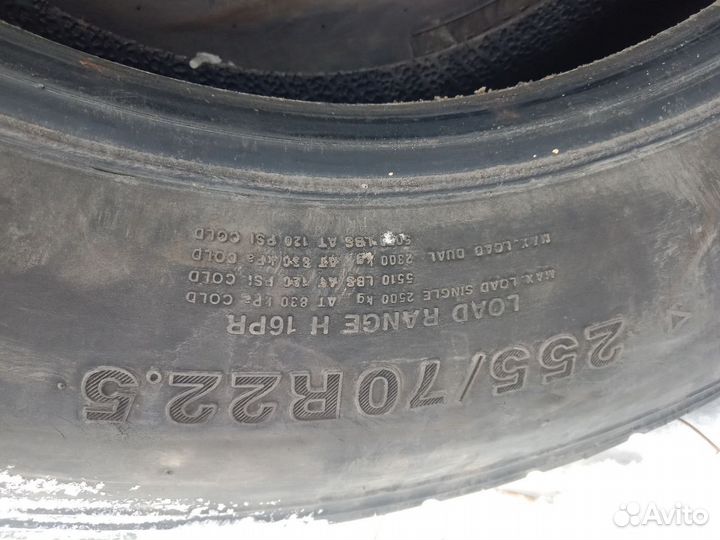 255/70R22.5
LOAD RANGE H 16PR
MAX. LOAD SINGLE 2500 kg. AT 830 kPa COLD
5510 LBS AT 120 PSi COLD
MAX. LOAD DUAL 2300 kg. AT 830 kPa COLD
LBS AT 120 PSi COLD
Avito